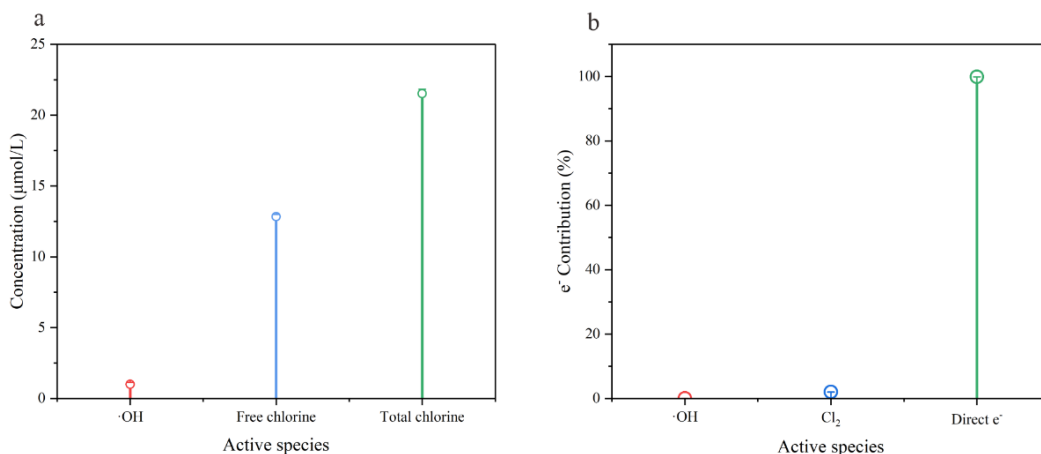 a
Concentration (μmol/L)
25
20
15
10
5
0
·OH
Free chlorine
Total chlorine
Active species
b
e⁻ Contribution (%)
100
80
60
40
20
0
·OH
Cl₂
Direct e⁻
Active species